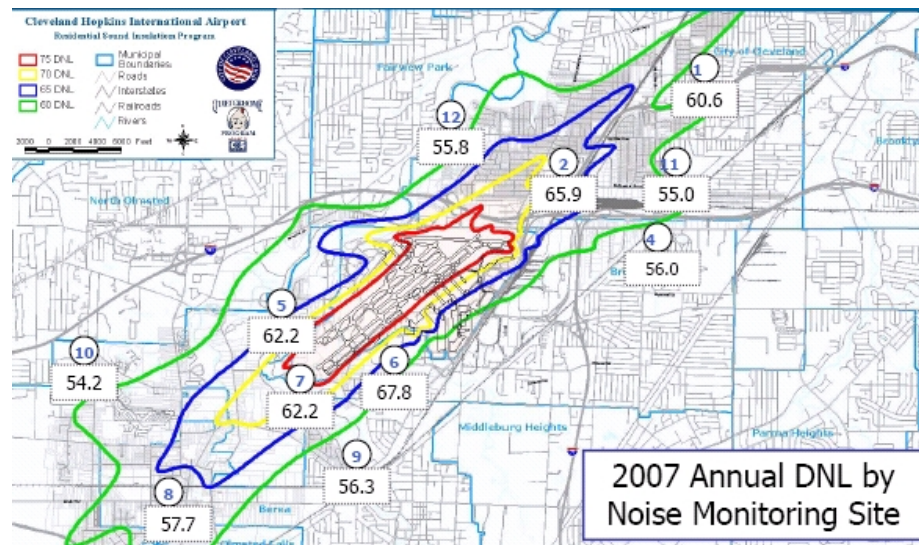 Cleveland Hopkins International Airport
Residential Sound Insulation Program
75 DNL
70 DNL
65 DNL
60 DNL
Municipal
Boundaries
Roads
Interstates
Railroads
Rivers
2000 0 2000 4000 6000 Feet
PROGRAM
City of Cleveland
Fairview Park
1
60.6
12
55.8
2
65.9
11
55.0
North Olmsted
4
56.0
5
62.2
10
54.2
6
67.8
7
62.2
Middleburg Heights
Parma Heights
9
56.3
8
57.7
Berea
Olmsted Falls
2007 Annual DNL by
Noise Monitoring Site